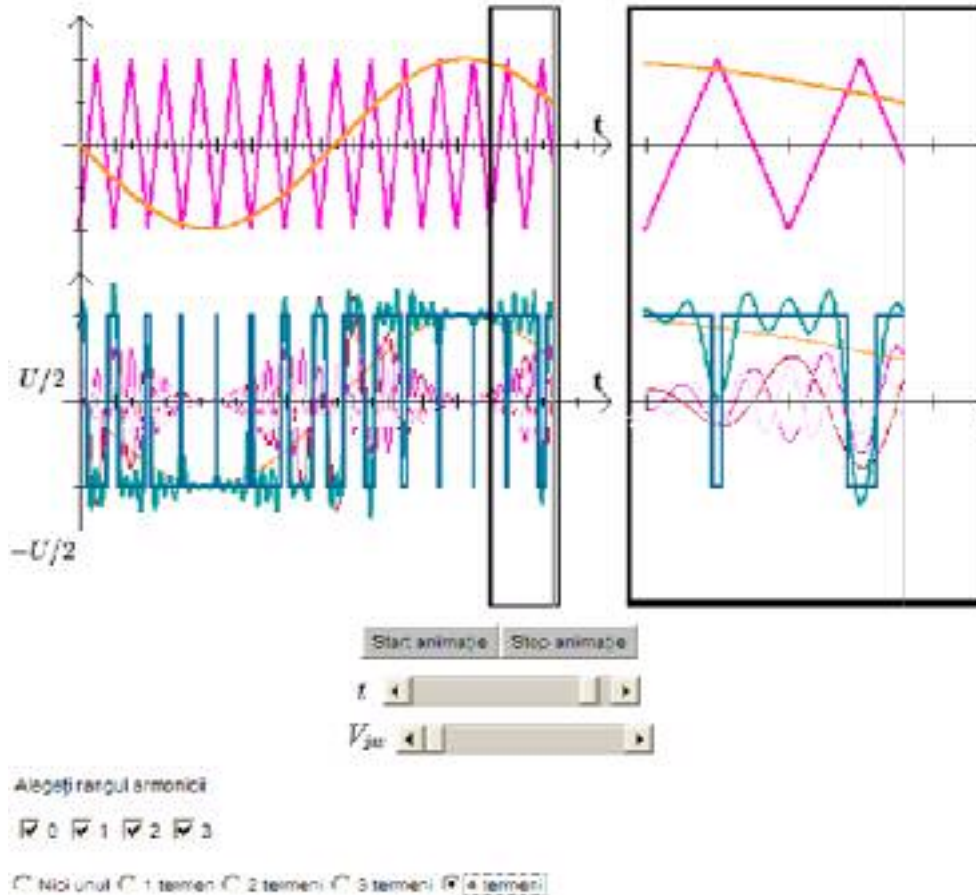 t
U/2
t
-U/2
Start animație Stop animație
t
V_jw
Alegeți rangul armonicii
0 1 2 3
Nici unul 1 termen 2 termeni 3 termeni 4 termeni